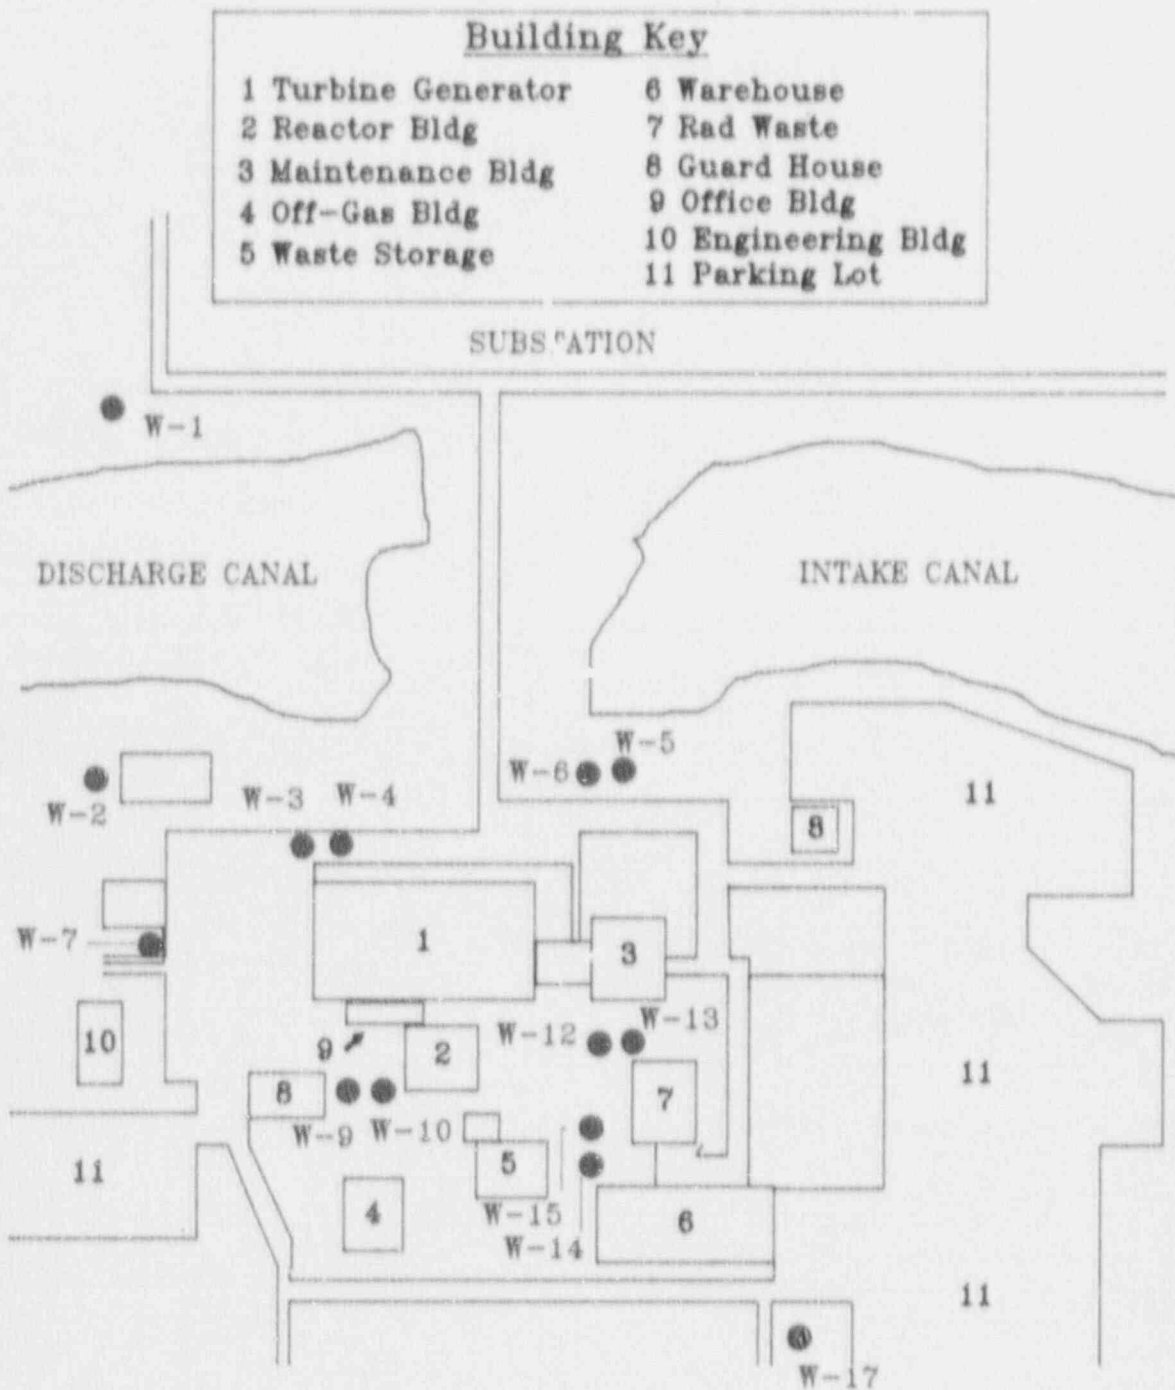 Building Key
1 Turbine Generator
2 Reactor Bldg
3 Maintenance Bldg
4 Off-Gas Bldg
5 Waste Storage
6 Warehouse
7 Rad Waste
8 Guard House
9 Office Bldg
10 Engineering Bldg
11 Parking Lot
SUBSTATION
W-1
DISCHARGE CANAL
INTAKE CANAL
W-5
W-6
W-2
W-3
W-4
11
8
W-7
1
3
10
9
2
W-12
W-13
11
8
7
W-9
W-10
11
5
4
W-15
6
W-14
11
W-17